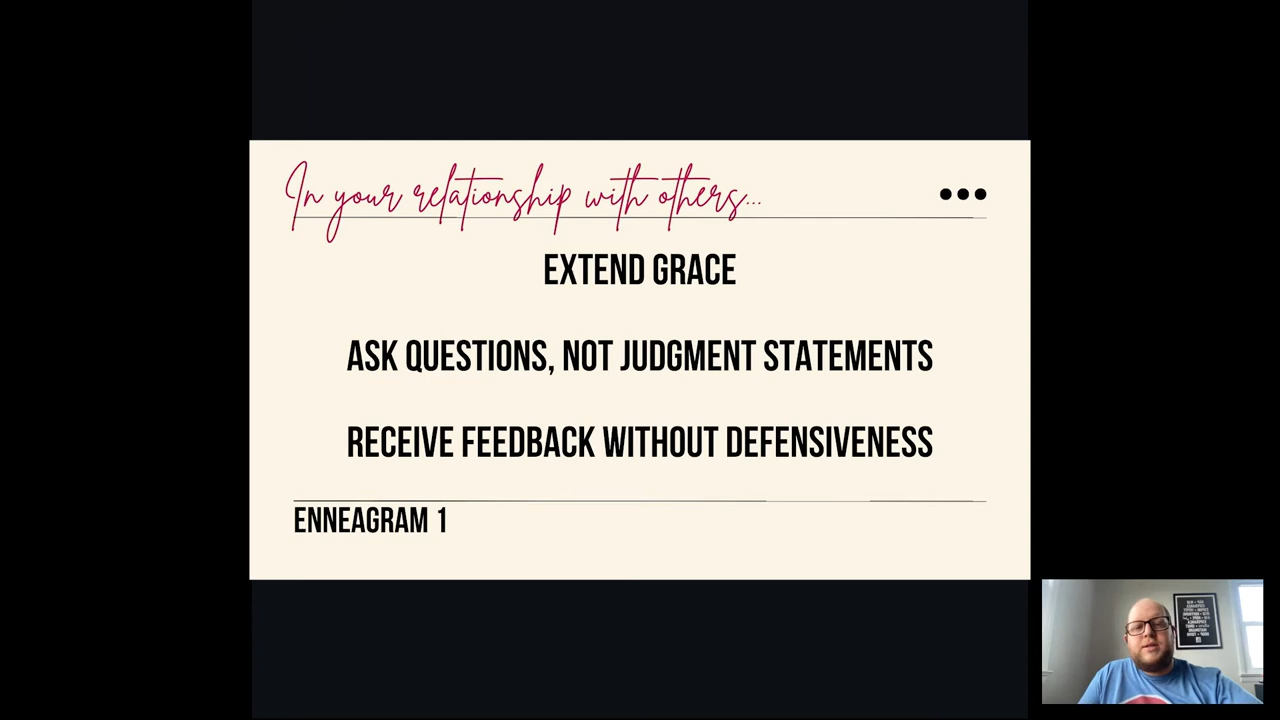 In your relationship with others...
EXTEND GRACE
ASK QUESTIONS, NOT JUDGMENT STATEMENTS
RECEIVE FEEDBACK WITHOUT DEFENSIVENESS
ENNEAGRAM 1